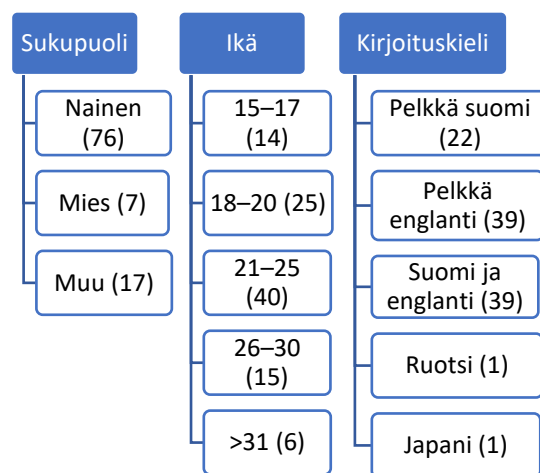 Sukupuoli
Nainen
(76)
Mies (7)
Muu (17)
Ikä
15–17
(14)
18–20 (25)
21–25
(40)
26–30
(15)
>31 (6)
Kirjoituskieli
Pelkkä suomi
(22)
Pelkkä
englanti (39)
Suomi ja
englanti (39)
Ruotsi (1)
Japani (1)